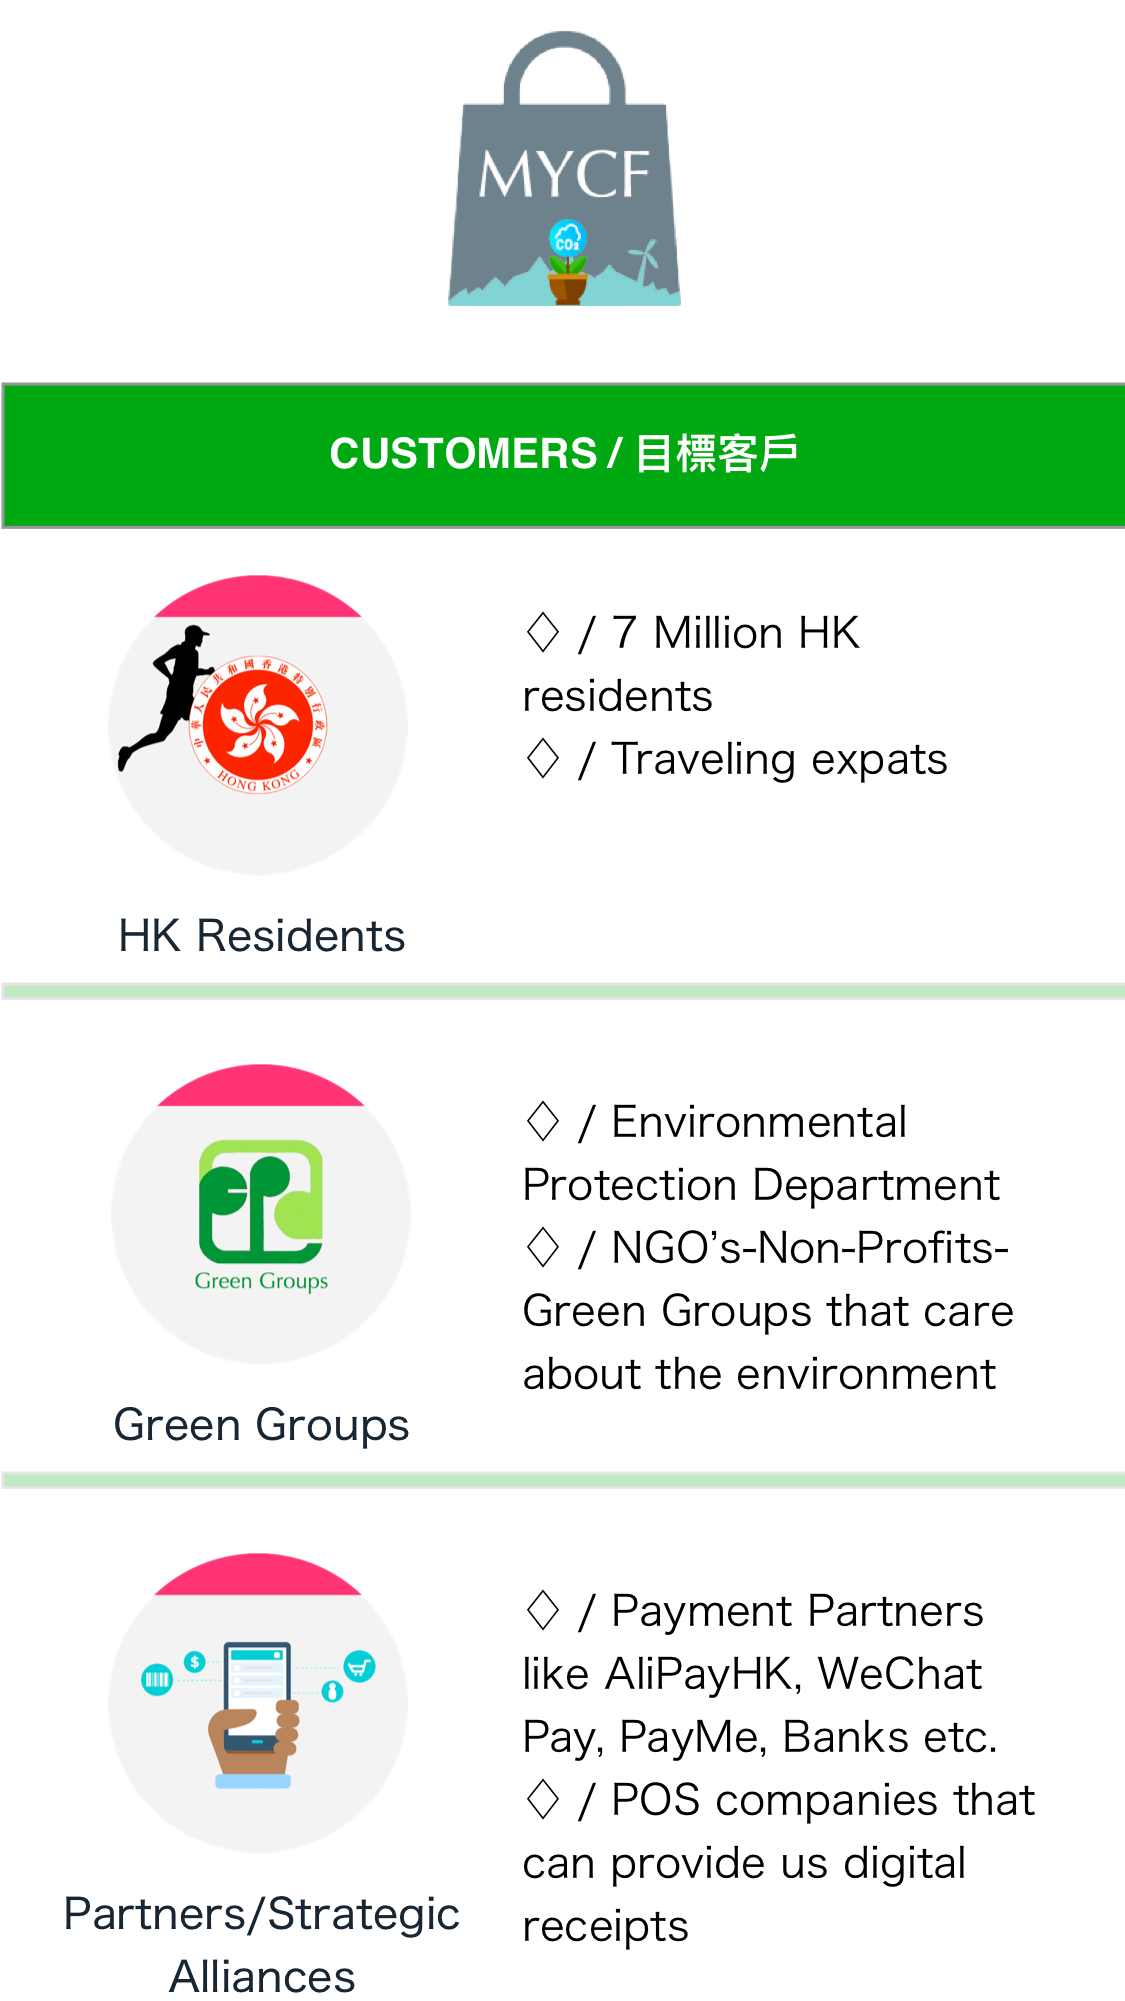 MYCF
CO₂
CUSTOMERS / 目標客戶
中華人民共和國香港特別行政區
HONG KONG
HK Residents
♢ / 7 Million HK
residents
♢ / Traveling expats
Green Groups
Green Groups
♢ / Environmental
Protection Department
♢ / NGO’s-Non-Profits-
Green Groups that care
about the environment
$
Partners/Strategic
Alliances
♢ / Payment Partners
like AliPayHK, WeChat
Pay, PayMe, Banks etc.
♢ / POS companies that
can provide us digital
receipts